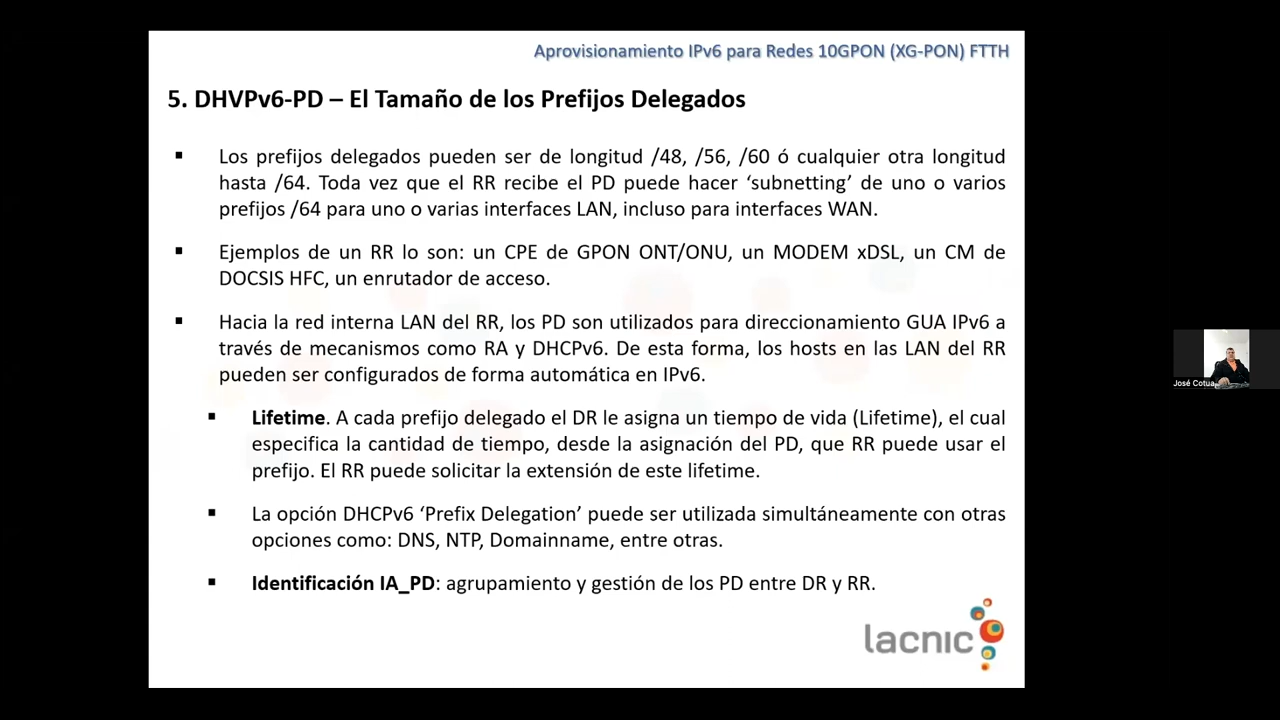 Aprovisionamiento IPv6 para Redes 10GPON (XG-PON) FTTH
5. DHVPv6-PD – El Tamaño de los Prefijos Delegados
▪ Los prefijos delegados pueden ser de longitud /48, /56, /60 ó cualquier otra longitud
hasta /64. Toda vez que el RR recibe el PD puede hacer ‘subnetting’ de uno o varios
prefijos /64 para uno o varias interfaces LAN, incluso para interfaces WAN.
▪ Ejemplos de un RR lo son: un CPE de GPON ONT/ONU, un MODEM xDSL, un CM de
DOCSIS HFC, un enrutador de acceso.
▪ Hacia la red interna LAN del RR, los PD son utilizados para direccionamiento GUA IPv6 a
través de mecanismos como RA y DHCPv6. De esta forma, los hosts en las LAN del RR
pueden ser configurados de forma automática en IPv6.
▪ Lifetime. A cada prefijo delegado el DR le asigna un tiempo de vida (Lifetime), el cual
especifica la cantidad de tiempo, desde la asignación del PD, que RR puede usar el
prefijo. El RR puede solicitar la extensión de este lifetime.
▪ La opción DHCPv6 ‘Prefix Delegation’ puede ser utilizada simultáneamente con otras
opciones como: DNS, NTP, Domainname, entre otras.
▪ Identificación IA_PD: agrupamiento y gestión de los PD entre DR y RR.
lacnic
José Cotua